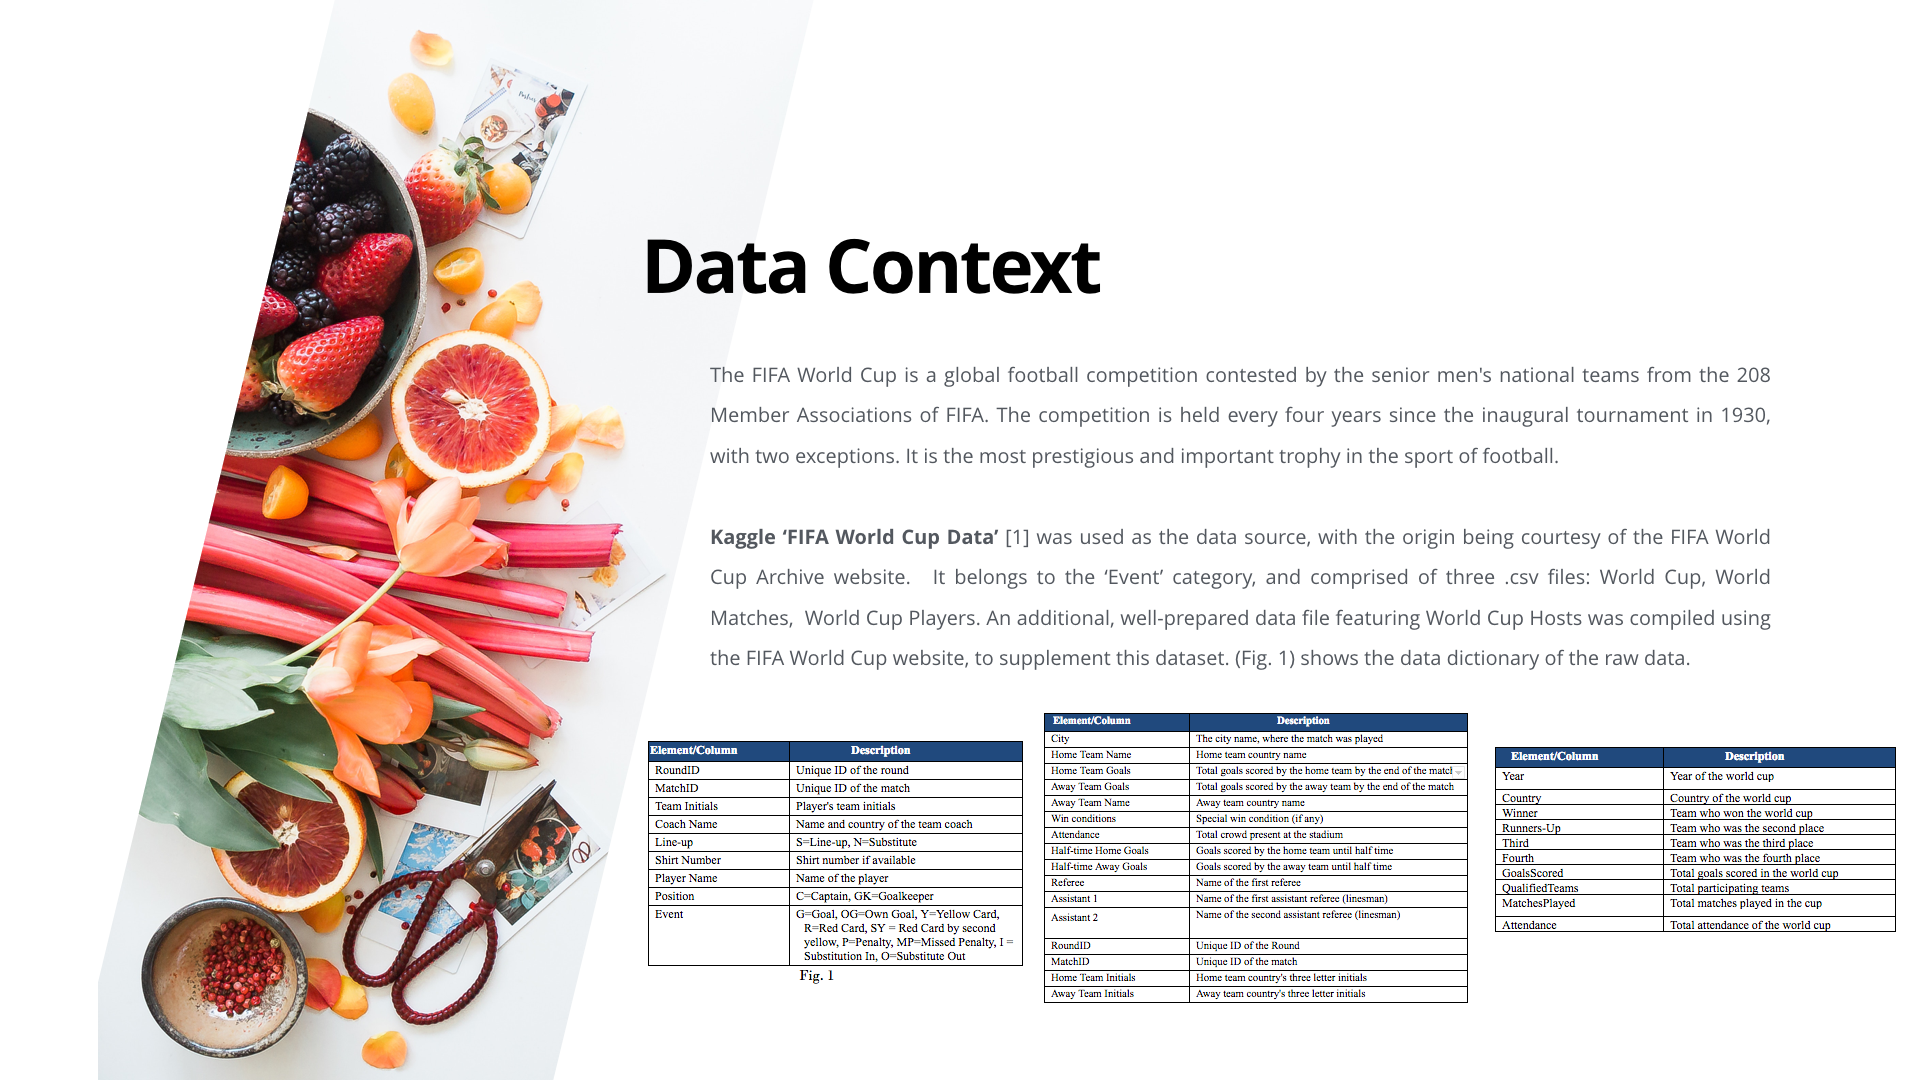 Data Context
The FIFA World Cup is a global football competition contested by the senior men's national teams from the 208
Member Associations of FIFA. The competition is held every four years since the inaugural tournament in 1930,
with two exceptions. It is the most prestigious and important trophy in the sport of football.
Kaggle ‘FIFA World Cup Data’ [1] was used as the data source, with the origin being courtesy of the FIFA World
Cup Archive website. It belongs to the ‘Event’ category, and comprised of three .csv files: World Cup, World
Matches, World Cup Players. An additional, well-prepared data file featuring World Cup Hosts was compiled using
the FIFA World Cup website, to supplement this dataset. (Fig. 1) shows the data dictionary of the raw data.
Element/Column Description
RoundID Unique ID of the round
MatchID Unique ID of the match
Team Initials Player's team initials
Coach Name Name and country of the team coach
Line-up S=Line-up, N=Substitute
Shirt Number Shirt number if available
Player Name Name of the player
Position C=Captain, GK=Goalkeeper
Event G=Goal, OG=Own Goal, Y=Yellow Card,
R=Red Card, SY = Red Card by second
yellow, P=Penalty, MP=Missed Penalty, I =
Substitution In, O=Substitute Out
Fig. 1
Element/Column Description
City The city name, where the match was played
Home Team Name Home team country name
Home Team Goals Total goals scored by the home team by the end of the match
Away Team Goals Total goals scored by the away team by the end of the match
Away Team Name Away team country name
Win conditions Special win condition (if any)
Attendance Total crowd present at the stadium
Half-time Home Goals Goals scored by the home team until half time
Half-time Away Goals Goals scored by the away team until half time
Referee Name of the first referee
Assistant 1 Name of the first assistant referee (linesman)
Assistant 2 Name of the second assistant referee (linesman)
RoundID Unique ID of the Round
MatchID Unique ID of the match
Home Team Initials Home team country's three letter initials
Away Team Initials Away team country's three letter initials
Element/Column Description
Year Year of the world cup
Country Country of the world cup
Winner Team who won the world cup
Runners-Up Team who was the second place
Third Team who was the third place
Fourth Team who was the fourth place
GoalsScored Total goals scored in the world cup
QualifiedTeams Total participating teams
MatchesPlayed Total matches played in the cup
Attendance Total attendance of the world cup